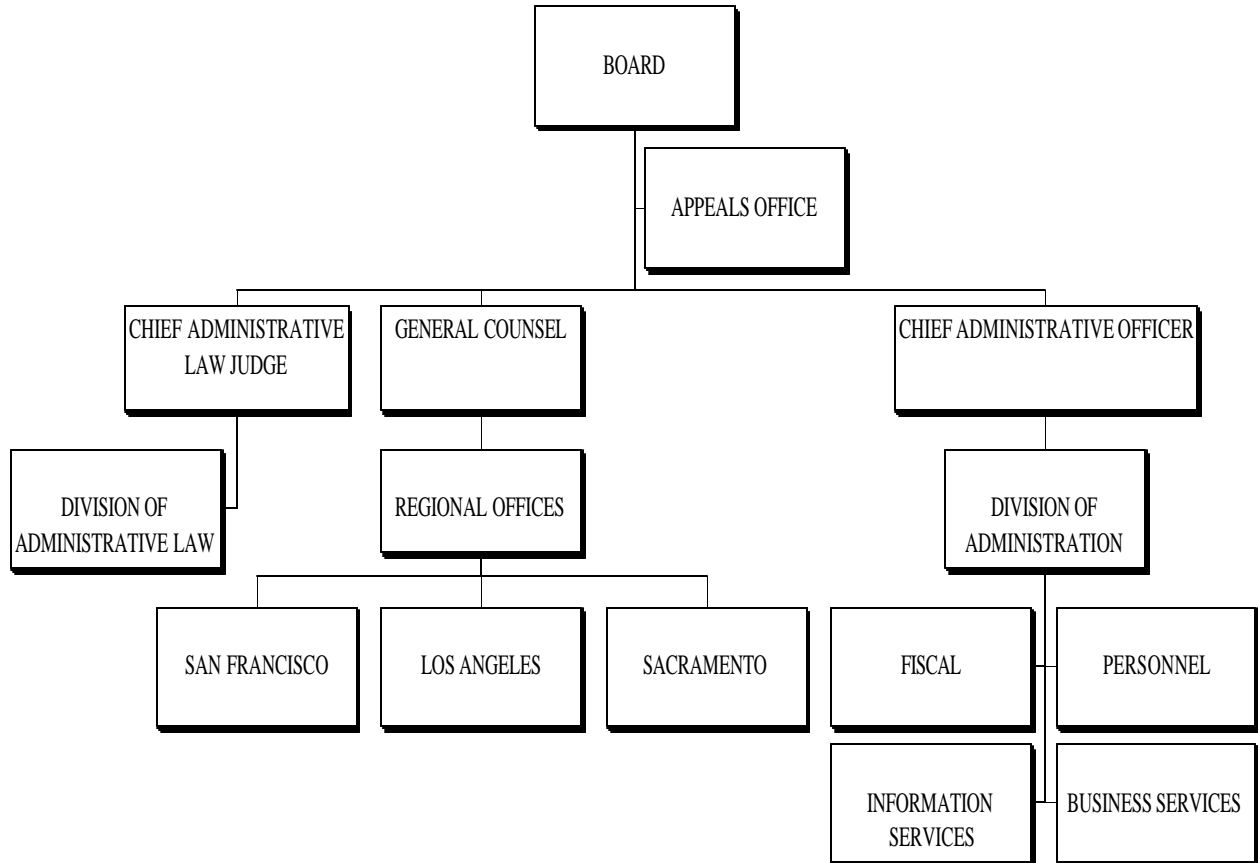 BOARD
APPEALS OFFICE
CHIEF ADMINISTRATIVE
LAW JUDGE
GENERAL COUNSEL
CHIEF ADMINISTRATIVE OFFICER
DIVISION OF
ADMINISTRATIVE LAW
REGIONAL OFFICES
DIVISION OF
ADMINISTRATION
SAN FRANCISCO
LOS ANGELES
SACRAMENTO
FISCAL
PERSONNEL
INFORMATION
SERVICES
BUSINESS SERVICES